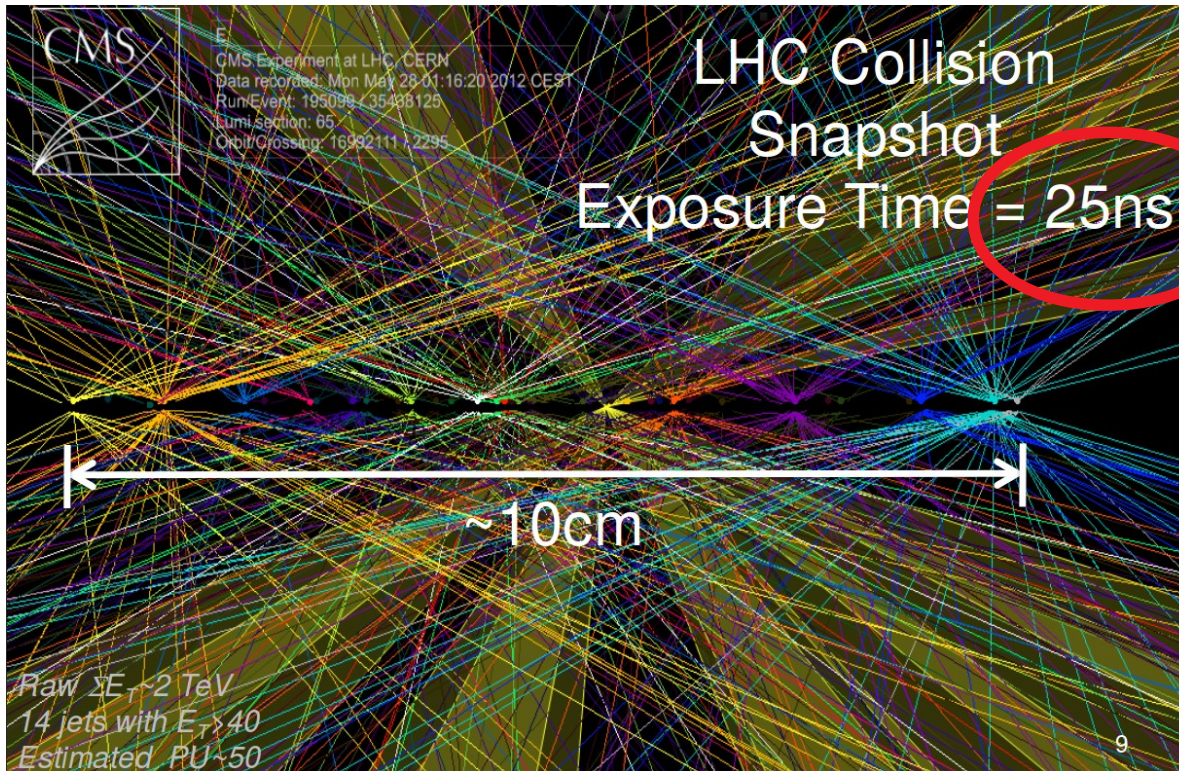 CMS
E
CMS Experiment at LHC, CERN
Data recorded: Mon May 28 01:16:20 2012 CEST
Run/Event: 195099 / 35438125
Lumi section: 65
Orbit/Crossing: 16992111 / 2295
LHC Collision
Snapshot
Exposure Time = 25ns
~10cm
Raw ΣE_T~2 TeV
14 jets with E_T>40
Estimated PU~50
9